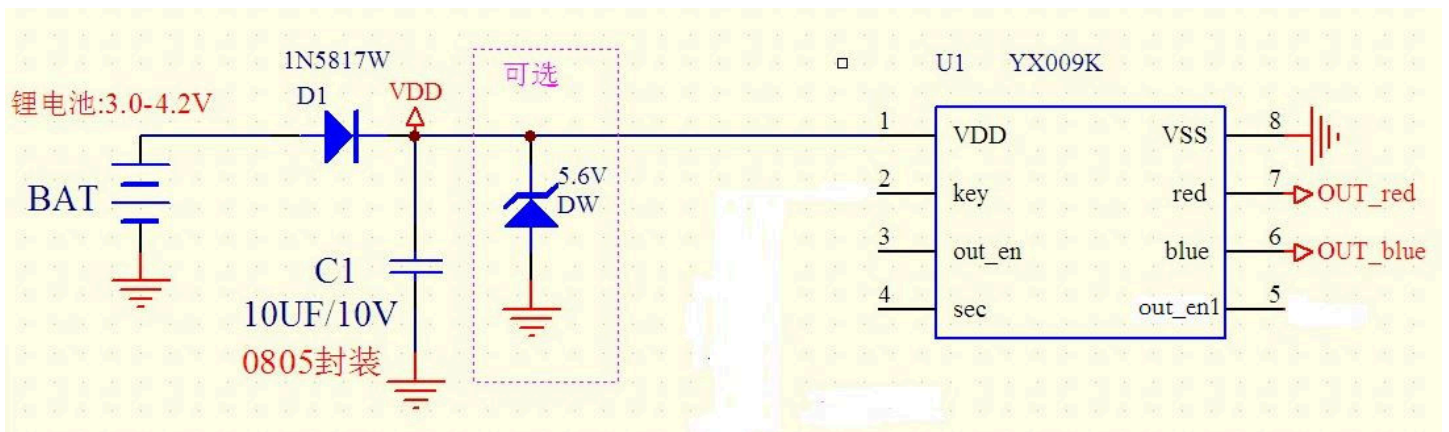 1N5817W
D1
锂电池:3.0-4.2V
VDD
可选
U1 YX009K
BAT
C1
10UF/10V
0805封装
5.6V
DW
1
VDD
VSS
8
2
key
red
7
OUT_red
3
out_en
blue
6
OUT_blue
4
sec
out_en1
5